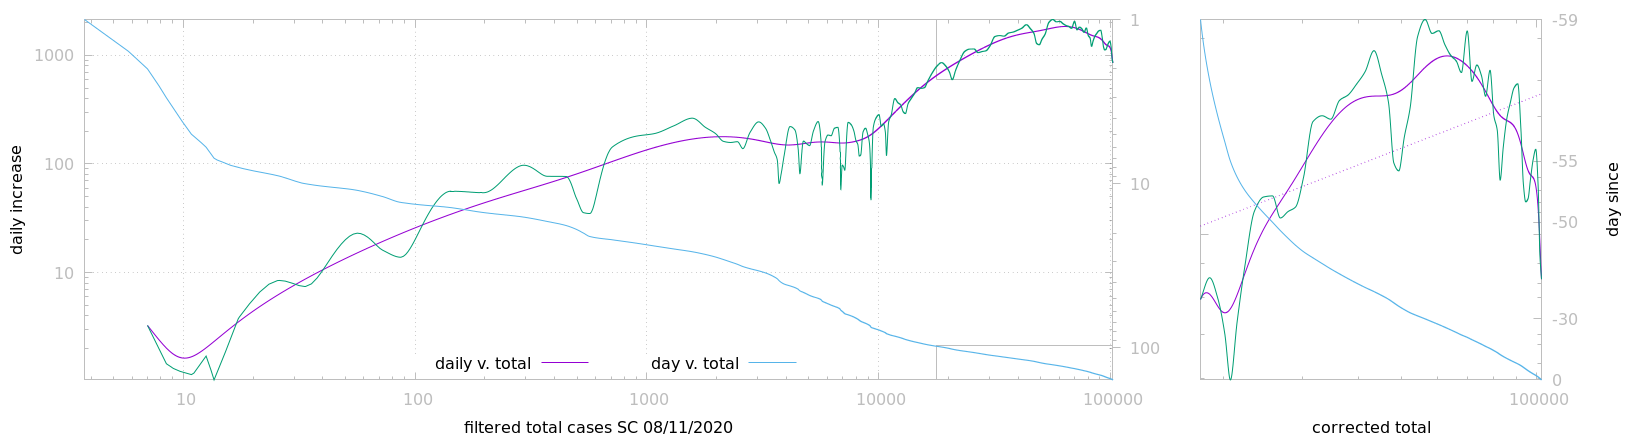 1000
100
10
daily increase
1
10
100
daily v. total
day v. total
10
100
1000
10000
100000
filtered total cases SC 08/11/2020
-59
-55
-50
-30
0
day since
100000
corrected total